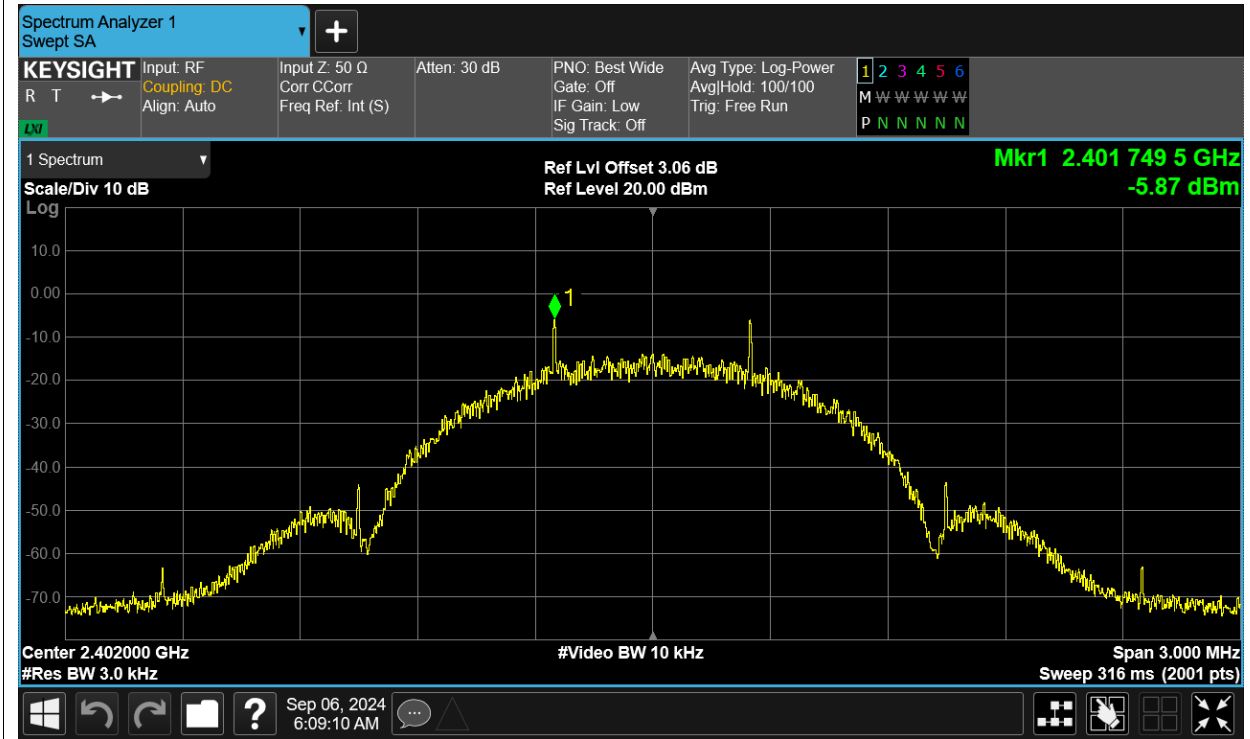 Spectrum Analyzer 1
Swept SA
KEYSIGHT
R T
LXI
Input: RF
Coupling: DC
Align: Auto
Input Z: 50 Ω
Corr CCorr
Freq Ref: Int (S)
Atten: 30 dB
PNO: Best Wide
Gate: Off
IF Gain: Low
Sig Track: Off
Avg Type: Log-Power
Avg|Hold: 100/100
Trig: Free Run
1 2 3 4 5 6
M W W W W W
P N N N N N
1 Spectrum
Scale/Div 10 dB
Log
Ref Lvl Offset 3.06 dB
Ref Level 20.00 dBm
Mkr1 2.401 749 5 GHz
-5.87 dBm
10.0
0.00
-10.0
-20.0
-30.0
-40.0
-50.0
-60.0
-70.0
1
Center 2.402000 GHz
#Res BW 3.0 kHz
#Video BW 10 kHz
Span 3.000 MHz
Sweep 316 ms (2001 pts)
?
Sep 06, 2024
6:09:10 AM